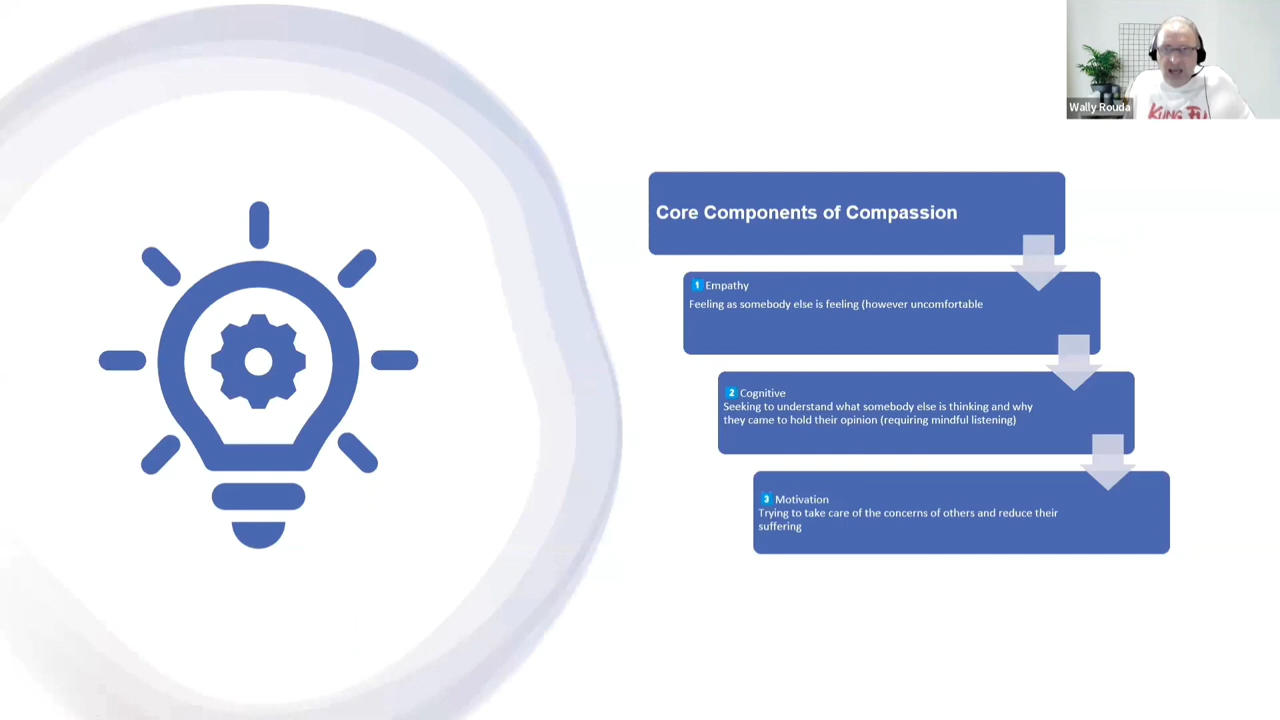 Wally Rouda
KUNG FU
Core Components of Compassion
1 Empathy
Feeling as somebody else is feeling (however uncomfortable
2 Cognitive
Seeking to understand what somebody else is thinking and why
they came to hold their opinion (requiring mindful listening)
3 Motivation
Trying to take care of the concerns of others and reduce their
suffering